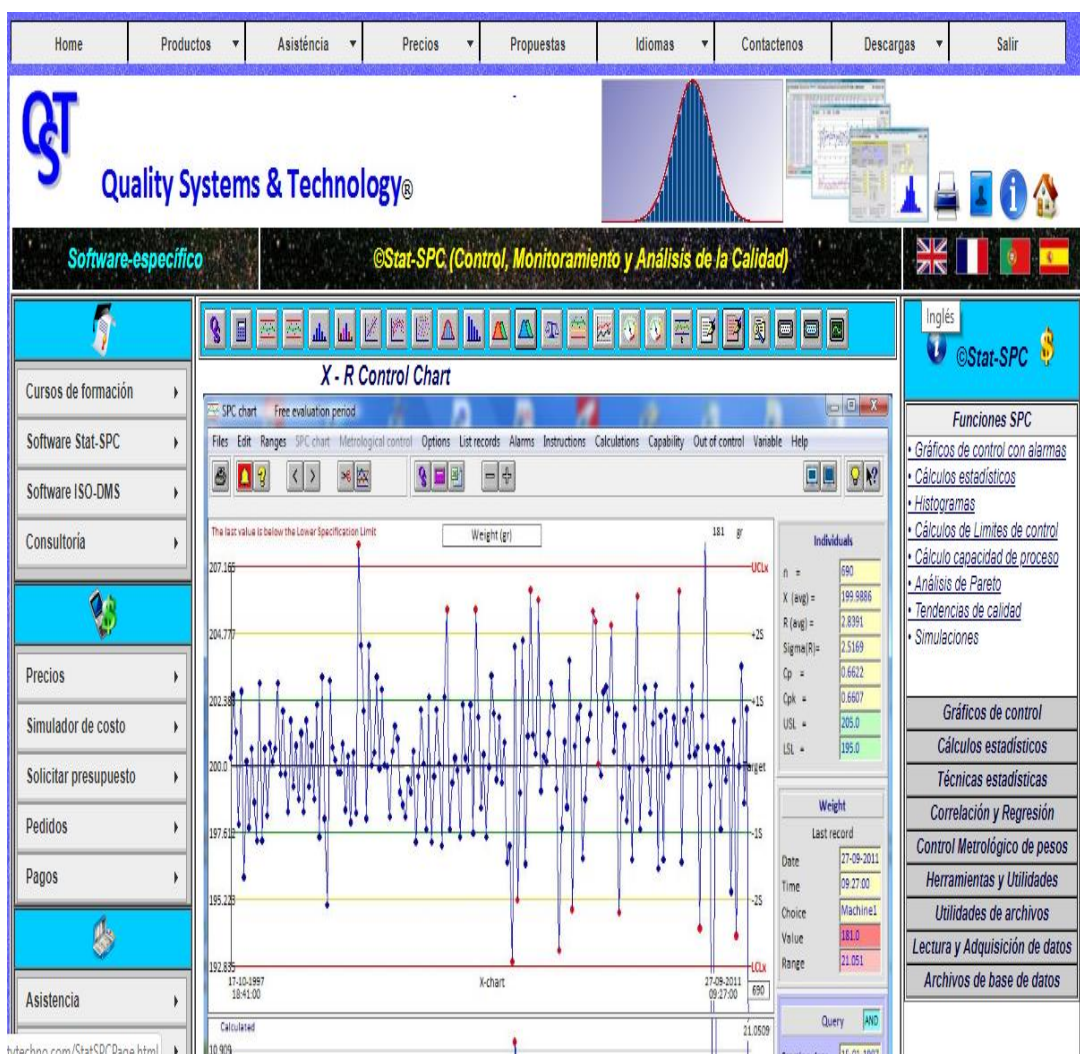 Home Productos Asisténcia Precios Propuestas Idiomas Contactenos Descargas Salir
QST
Quality Systems & Technology®
Software-específico
©Stat-SPC (Control, Monitoramiento y Análisis de la Calidad)
Inglés
©Stat-SPC
Cursos de formación
Software Stat-SPC
Software ISO-DMS
Consultoría
Precios
Simulador de costo
Solicitar presupuesto
Pedidos
Pagos
Asistencia
tytechno.com/StatSPCPage.html
X - R Control Chart
SPC chart Free evaluation period
Files Edit Ranges SPC chart Metrological control Options List records Alarms Instructions Calculations Capability Out of control Variable Help
The last value is below the Lower Specification Limit
Weight (gr)
181 gr
207.165
UCLx
204.777
+2S
+1S
200.0
-1S
-2S
192.835
LCLx
17-10-1997
18:41:00
X-chart
27-09-2011
09:27:00
690
Calculated
21.0509
10.909
Individuals
n = 690
X (avg) = 199.9886
R (avg) = 2.8391
Sigma(R)= 2.5169
Cp = 0.6622
Cpk = 0.6607
USL = 205.0
LSL = 195.0
Weight
Last record
Date 27-09-2011
Time 09:27:00
Choice Machine1
Value 181.0
Range 21.051
Query AND
Funciones SPC
• Gráficos de control con alarmas
• Cálculos estadísticos
• Histogramas
• Cálculos de Limites de control
• Cálculo capacidad de proceso
• Análisis de Pareto
• Tendencias de calidad
• Simulaciones
Gráficos de control
Cálculos estadísticos
Técnicas estadísticas
Correlación y Regresión
Control Metrológico de pesos
Herramientas y Utilidades
Utilidades de archivos
Lectura y Adquisición de datos
Archivos de base de datos